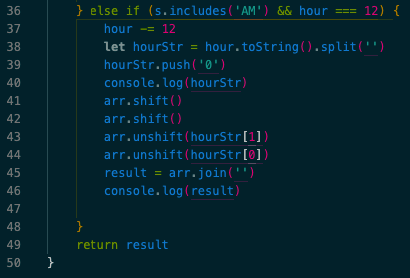 36 } else if (s.includes('AM') && hour === 12) {
37 hour -= 12
38 let hourStr = hour.toString().split('')
39 hourStr.push('0')
40 console.log(hourStr)
41 arr.shift()
42 arr.shift()
43 arr.unshift(hourStr[1])
44 arr.unshift(hourStr[0])
45 result = arr.join('')
46 console.log(result)
47
48 }
49 return result
50 }